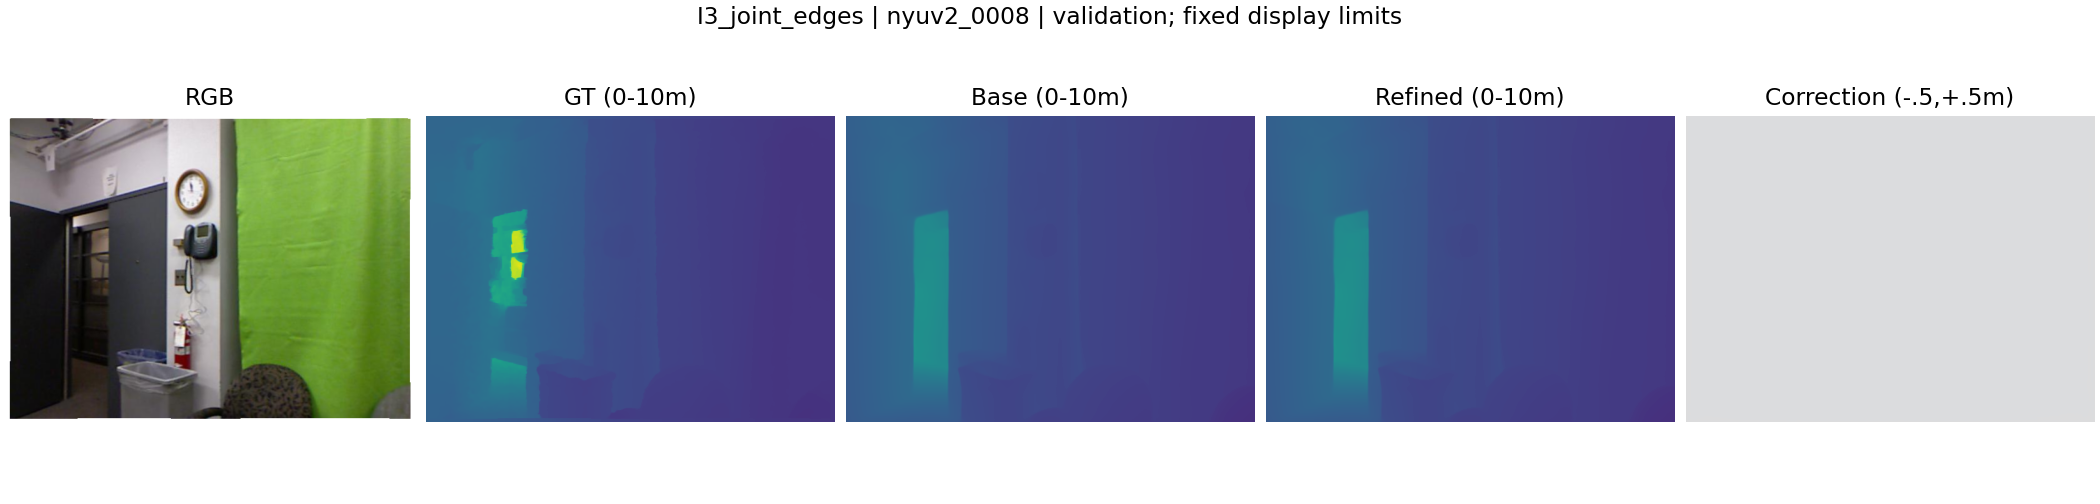 I3_joint_edges | nyuv2_0008 | validation; fixed display limits
RGB
GT (0-10m)
Base (0-10m)
Refined (0-10m)
Correction (-.5,+.5m)